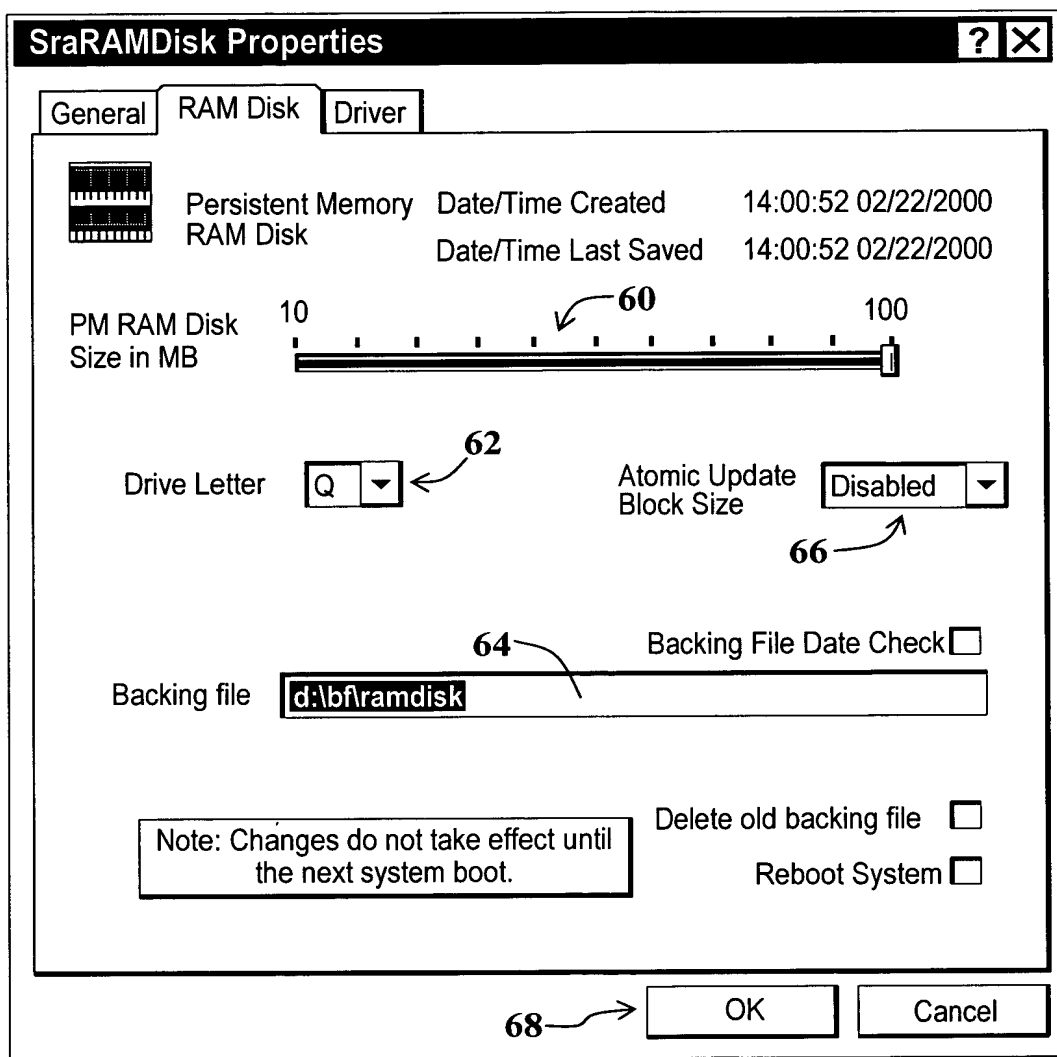 SraRAMDisk Properties ? X
General RAM Disk Driver
Persistent Memory Date/Time Created 14:00:52 02/22/2000
RAM Disk
Date/Time Last Saved 14:00:52 02/22/2000
10 60 100
PM RAM Disk
Size in MB
62
Drive Letter Q
Atomic Update
Block Size
Disabled
66
64 Backing File Date Check
Backing file d:\bf\ramdisk
Delete old backing file
Note: Changes do not take effect until
the next system boot.
Reboot System
68 OK Cancel